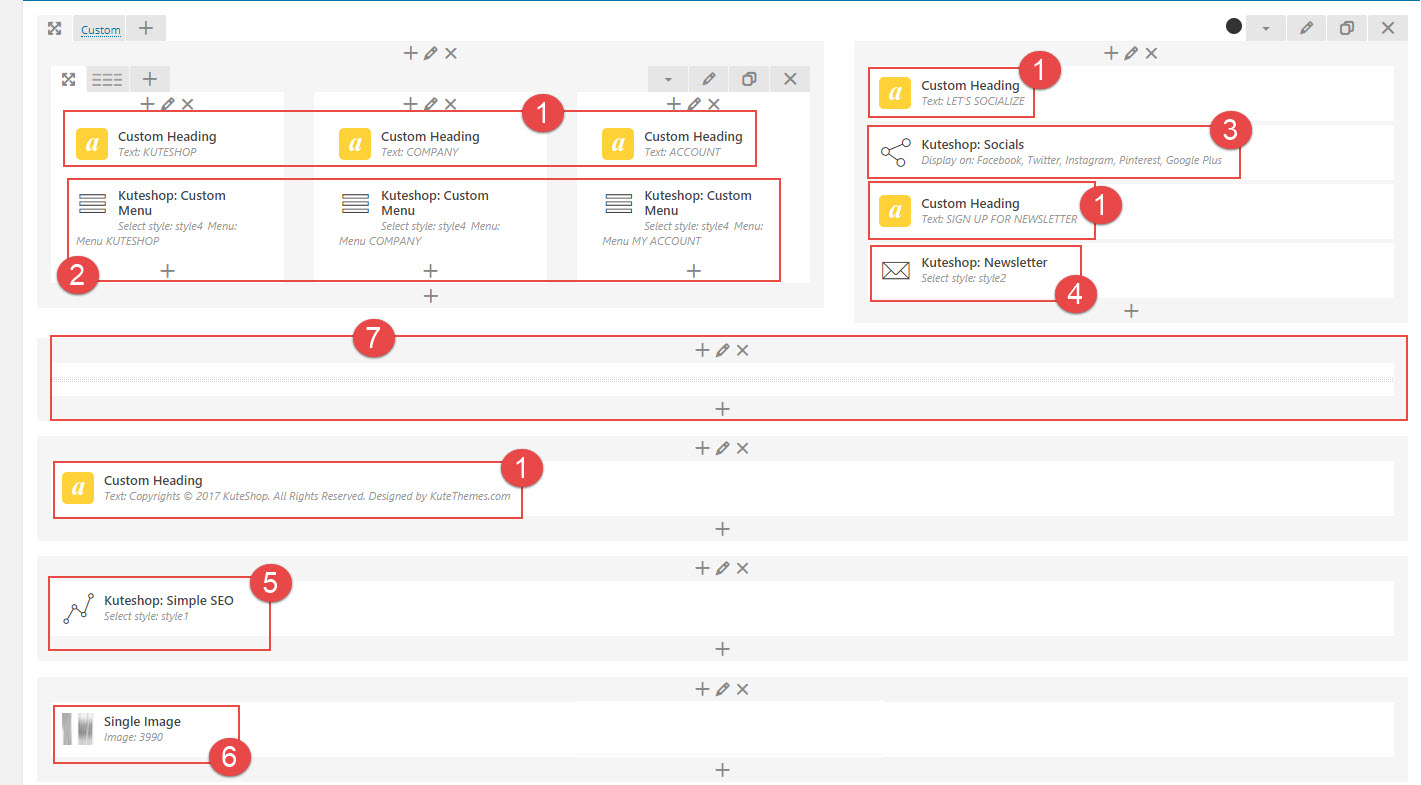 Custom
1
Custom Heading
Text: KUTESHOP
Custom Heading
Text: COMPANY
Custom Heading
Text: ACCOUNT
Kuteshop: Custom
Menu
Select style: style4 Menu:
Menu KUTESHOP
Kuteshop: Custom
Menu
Select style: style4 Menu:
Menu COMPANY
Kuteshop: Custom
Menu
Select style: style4 Menu:
Menu MY ACCOUNT
2
1
Custom Heading
Text: LET'S SOCIALIZE
3
Kuteshop: Socials
Display on: Facebook, Twitter, Instagram, Pinterest, Google Plus
1
Custom Heading
Text: SIGN UP FOR NEWSLETTER
Kuteshop: Newsletter
Select style: style2
4
7
1
Custom Heading
Text: Copyrights © 2017 KuteShop. All Rights Reserved. Designed by KuteThemes.com
5
Kuteshop: Simple SEO
Select style: style1
Single Image
Image: 3990
6